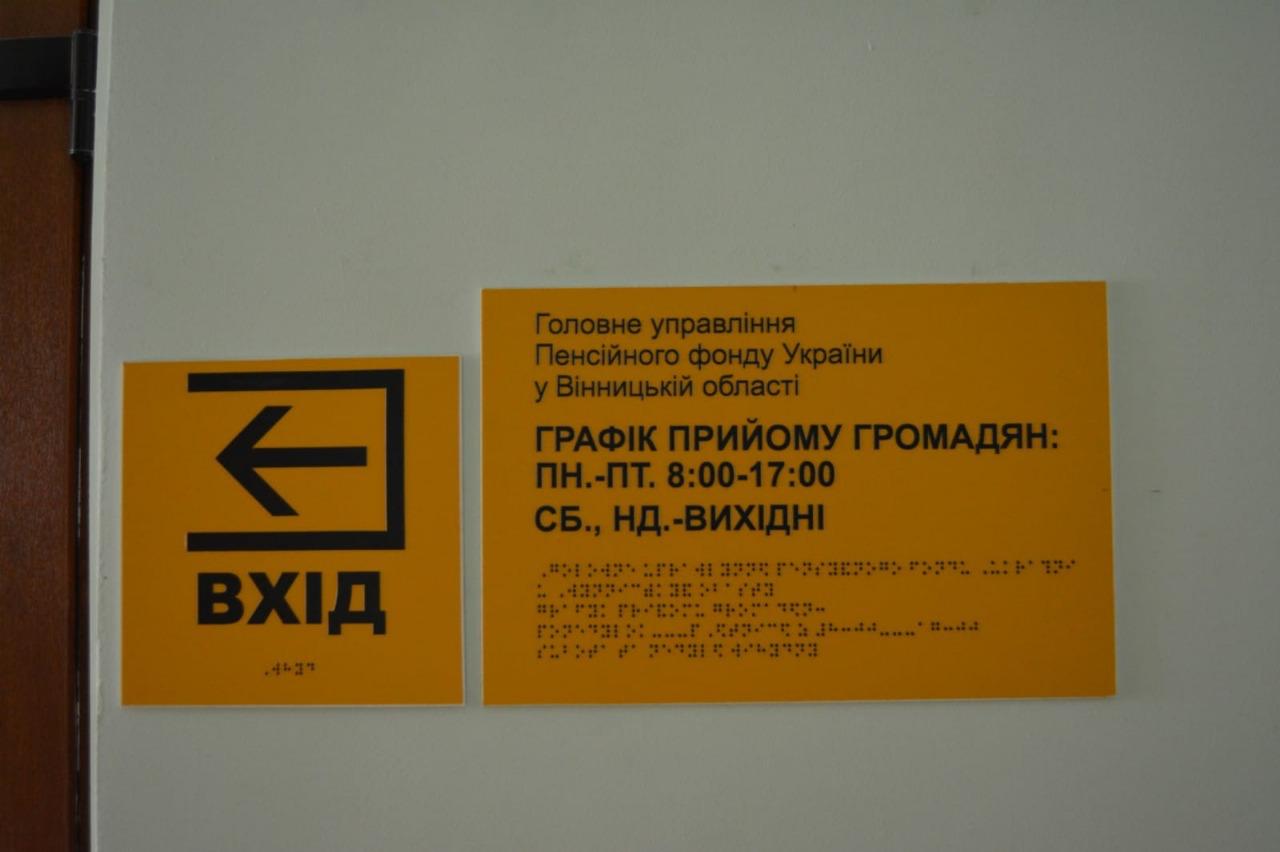 ВХІД
Головне управління
Пенсійного фонду України
у Вінницькій області
ГРАФІК ПРИЙОМУ ГРОМАДЯН:
ПН.-ПТ. 8:00-17:00
СБ., НД.-ВИХІДНІ